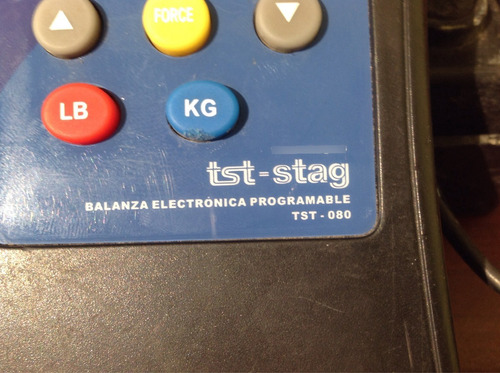 FORCE
LB
KG
tst-stag
BALANZA ELECTRÓNICA PROGRAMABLE
TST - 080